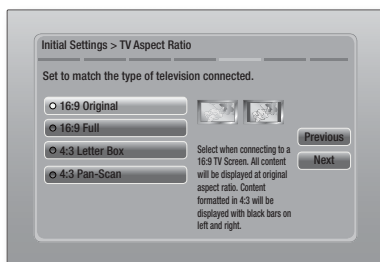 Initial Settings > TV Aspect Ratio
Set to match the type of television connected.
16:9 Original
16:9 Full
4:3 Letter Box
4:3 Pan-Scan
Select when connecting to a
16:9 TV Screen. All content
will be displayed at original
aspect ratio. Content
formatted in 4:3 will be
displayed with black bars on
left and right.
Previous
Next